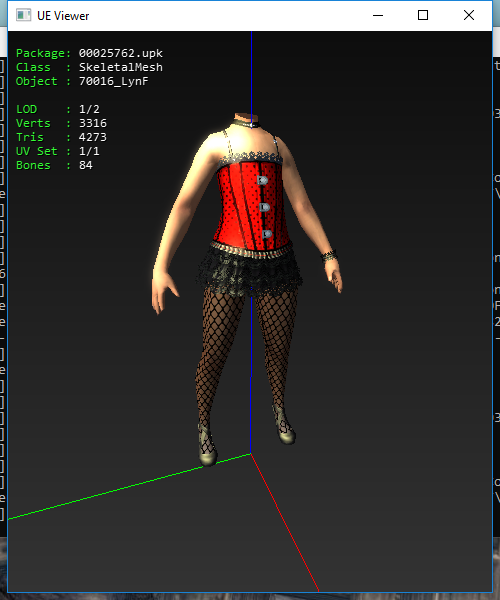 UE Viewer
Package: 00025762.upk
Class  : SkeletalMesh
Object : 70016_LynF
LOD    : 1/2
Verts  : 3316
Tris   : 4273
UV Set : 1/1
Bones  : 84